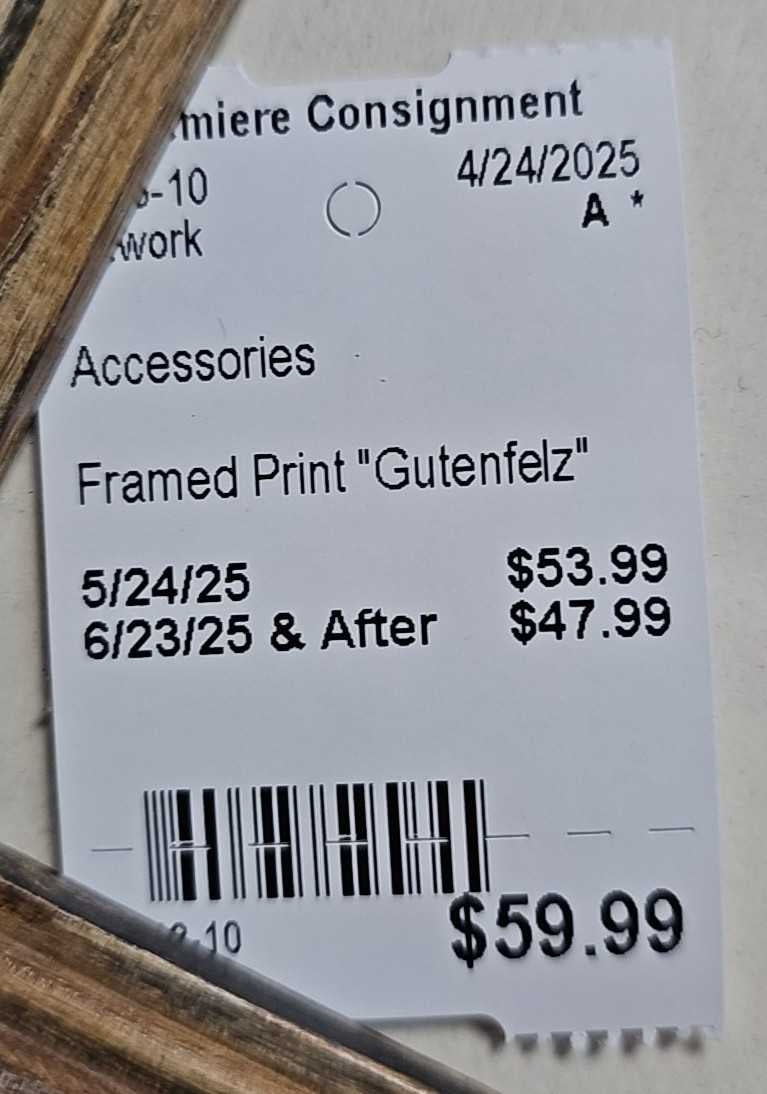 miere Consignment
-10 4/24/2025
work A *
Accessories
Framed Print "Gutenfelz"
5/24/25 $53.99
6/23/25 & After $47.99
-10 $59.99